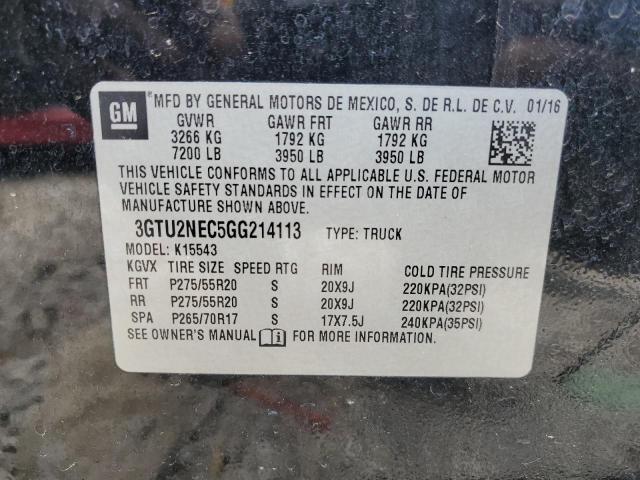 GM ® MFD BY GENERAL MOTORS DE MEXICO, S. DE R.L. DE C.V. 01/16
GVWR GAWR FRT GAWR RR
3266 KG 1792 KG 1792 KG
7200 LB 3950 LB 3950 LB
THIS VEHICLE CONFORMS TO ALL APPLICABLE U.S. FEDERAL MOTOR
VEHICLE SAFETY STANDARDS IN EFFECT ON THE DATE OF
MANUFACTURE SHOWN ABOVE.
3GTU2NEC5GG214113 TYPE: TRUCK
MODEL: K15543
KGVX TIRE SIZE SPEED RTG RIM COLD TIRE PRESSURE
FRT P275/55R20 S 20X9J 220KPA(32PSI)
RR P275/55R20 S 20X9J 220KPA(32PSI)
SPA P265/70R17 S 17X7.5J 240KPA(35PSI)
SEE OWNER'S MANUAL FOR MORE INFORMATION.